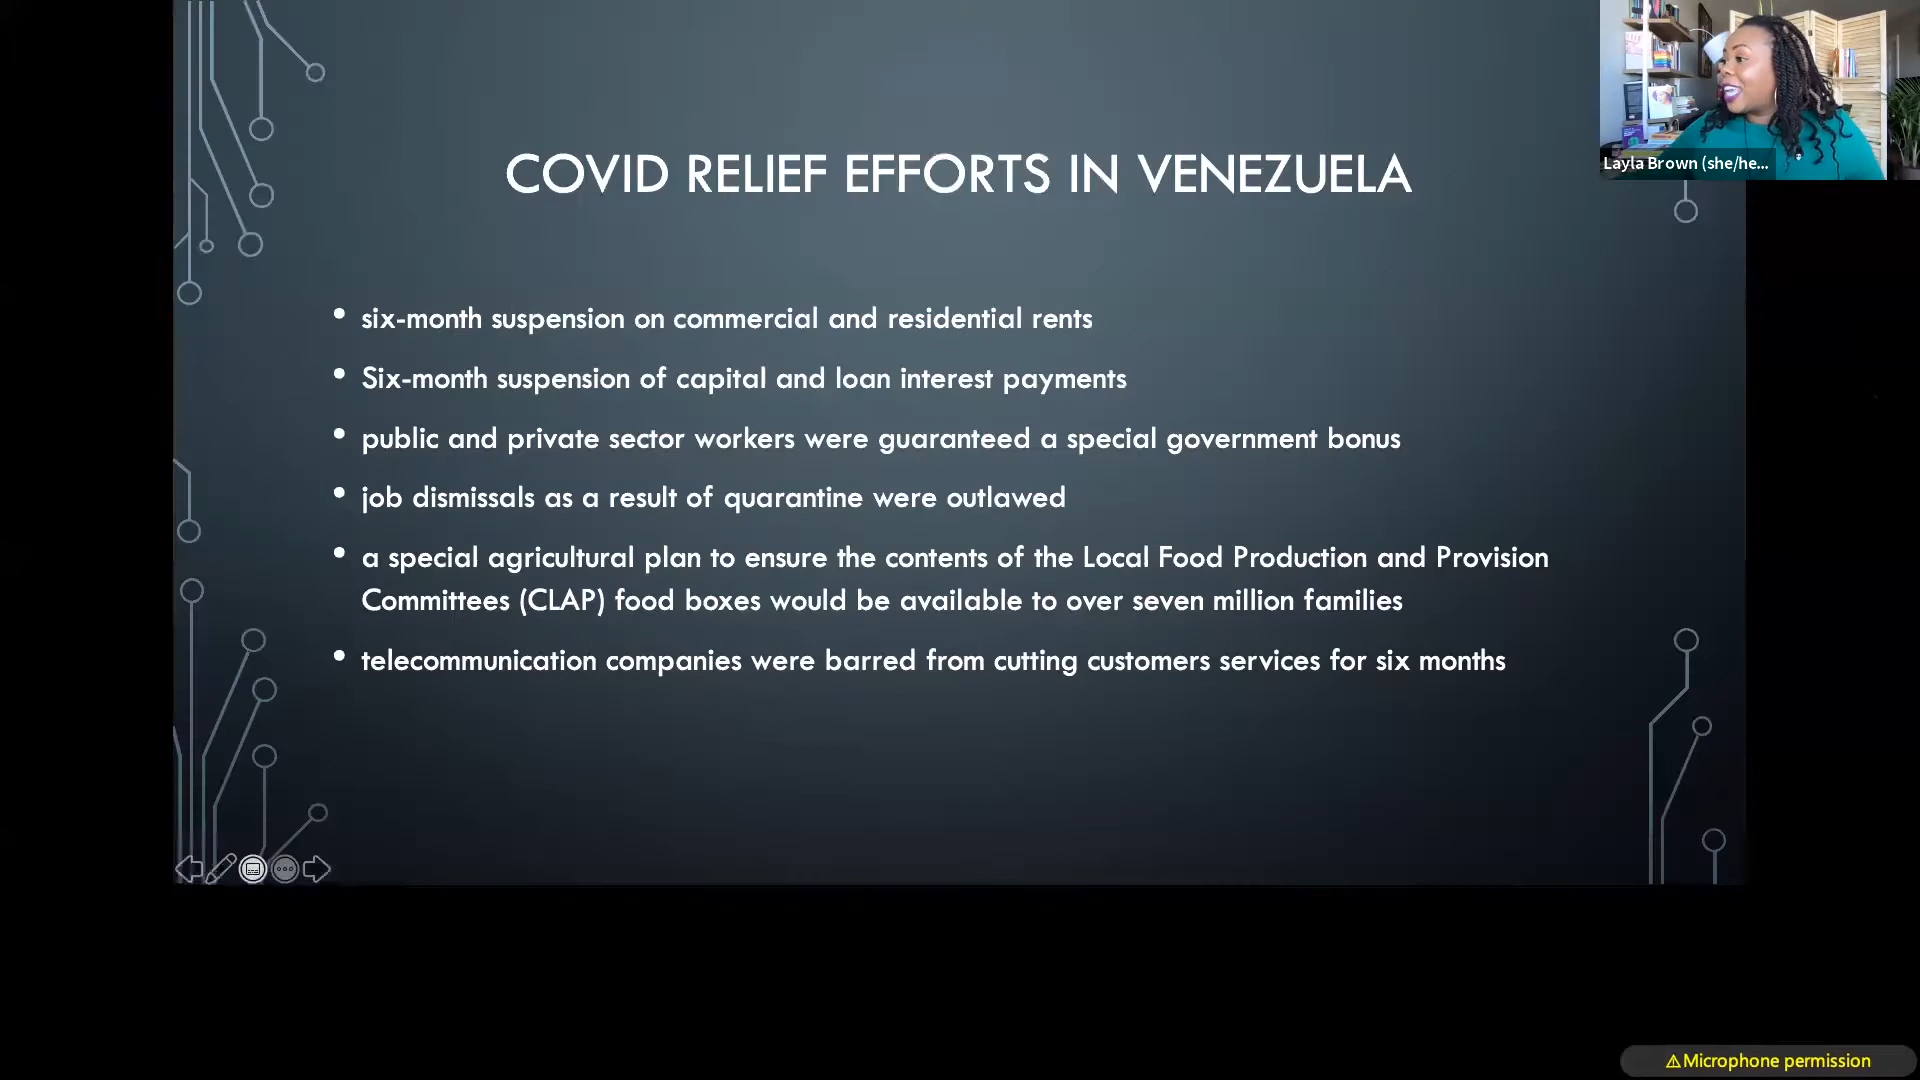 COVID RELIEF EFFORTS IN VENEZUELA
Layla Brown (she/he...
• six-month suspension on commercial and residential rents
• Six-month suspension of capital and loan interest payments
• public and private sector workers were guaranteed a special government bonus
• job dismissals as a result of quarantine were outlawed
• a special agricultural plan to ensure the contents of the Local Food Production and Provision
Committees (CLAP) food boxes would be available to over seven million families
• telecommunication companies were barred from cutting customers services for six months
⚠Microphone permission